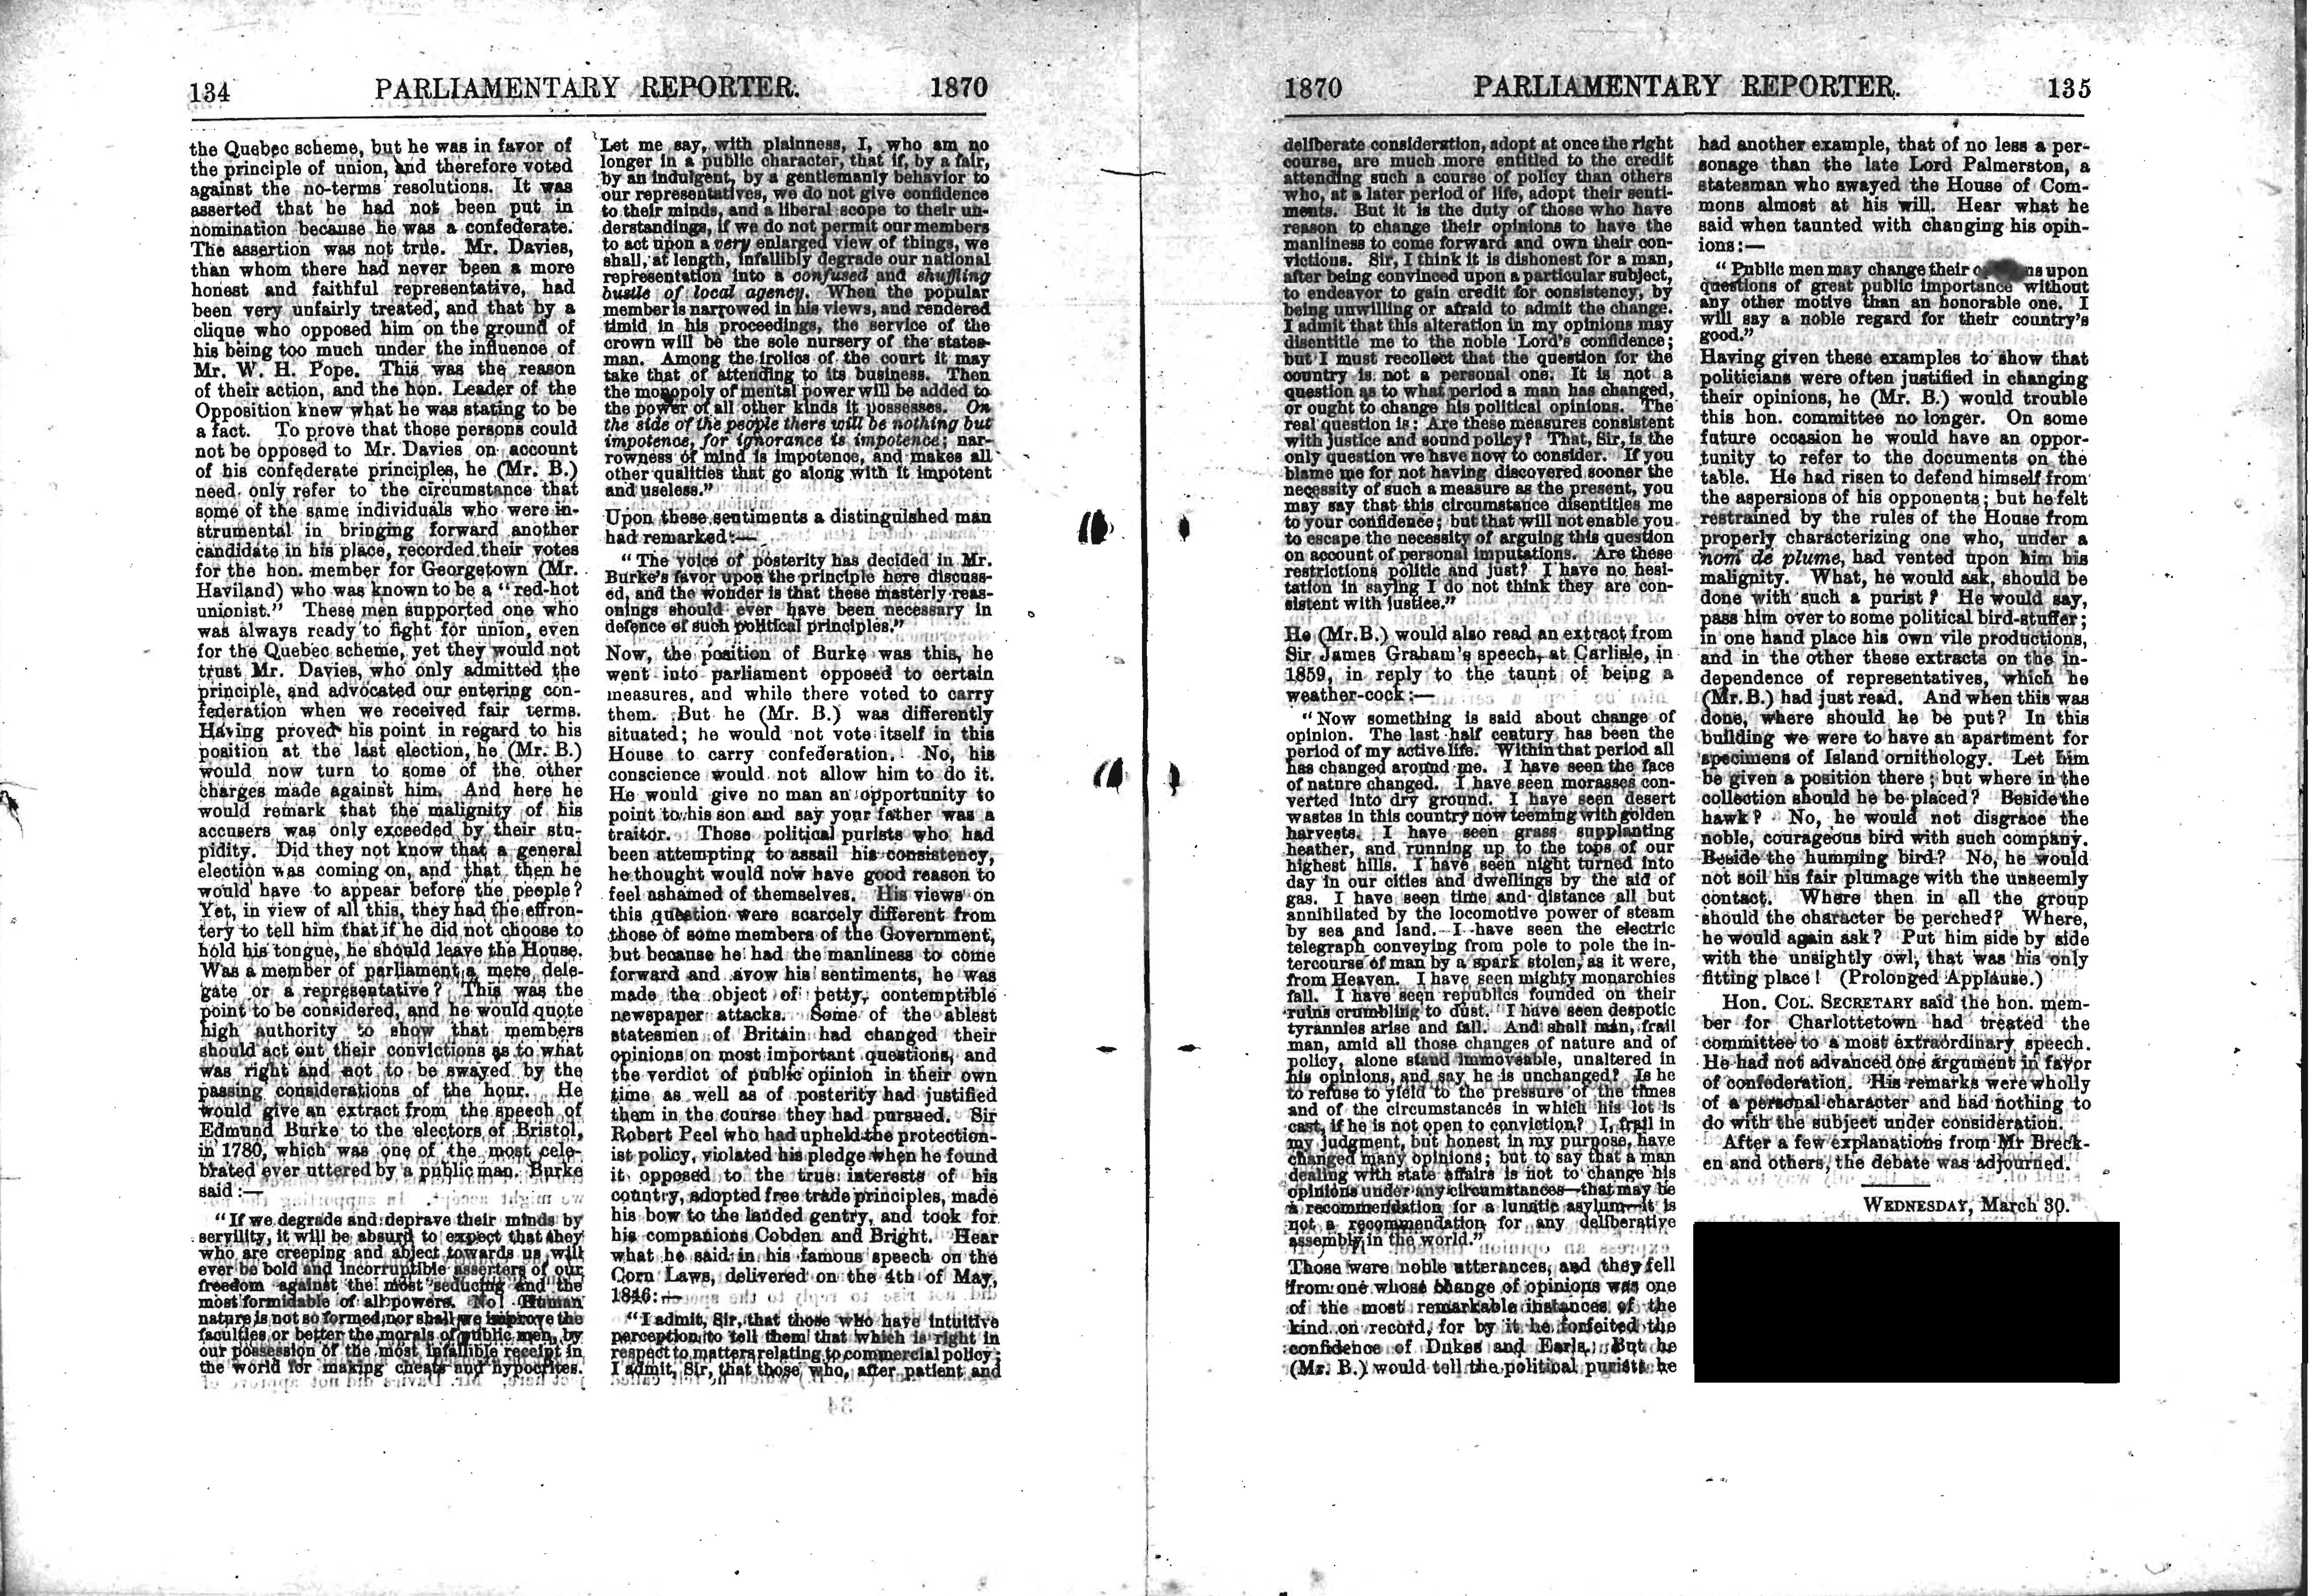 134 PARLIAMENTARY REPORTER. 1870
the Quebec scheme, but he was in favor of
the principle of union, and therefore voted
against the no-terms resolutions. It was
asserted that he had not been put in
nomination because he was a confederate.
The assertion was not true. Mr. Davies,
than whom there had never been a more
honest and faithful representative, had
been very unfairly treated, and that by a
clique who opposed him on the ground of
his being too much under the influence of
Mr. W. H. Pope. This was the reason
of their action, and the hon. Leader of the
Opposition knew what he was stating to be
a fact. To prove that those persons could
not be opposed to Mr. Davies on account
of his confederate principles, he (Mr. B.)
need only refer to the circumstance that
some of the same individuals who were in-
strumental in bringing forward another
candidate in his place, recorded their votes
for the hon. member for Georgetown (Mr.
Haviland) who was known to be a "red-hot
unionist." These men supported one who
was always ready to fight for union, even
for the Quebec scheme, yet they would not
trust Mr. Davies, who only admitted the
principle, and advocated our entering con-
federation when we received fair terms.
Having proved his point in regard to his
position at the last election, he (Mr. B.)
would now turn to some of the other
charges made against him. And here he
would remark that the malignity of his
accusers was only exceeded by their stu-
pidity. Did they not know that a general
election was coming on, and that then he
would have to appear before the people?
Yet, in view of all this, they had the effron-
tery to tell him that if he did not choose to
hold his tongue, he should leave the House.
Was a member of parliament a mere dele-
gate or a representative? This was the
point to be considered, and he would quote
high authority to show that members
should act out their convictions as to what
was right and not to be swayed by the
passing considerations of the hour. He
would give an extract from the speech of
Edmund Burke to the electors of Bristol,
in 1780, which was one of the most cele-
brated ever uttered by a public man. Burke
said:—
"If we degrade and deprave their minds by
servility, it will be absurd to expect that they
who are creeping and abject towards us will
ever be bold and incorruptible asserters of our
freedom against the most seducing and the
most formidable of all powers. No! Human
nature is not so formed, nor shall we improve the
faculties or better the morals of public men, by
our possession of the most infallible receipt in
the world for making cheats and hypocrites.
Let me say, with plainness, I, who am no
longer in a public character, that if, by a fair,
by an indulgent, by a gentlemanly behavior to
our representatives, we do not give confidence
to their minds, and a liberal scope to their un-
derstandings, if we do not permit our members
to act upon a very enlarged view of things, we
shall, at length, infallibly degrade our national
representation into a confused and shuffling
bustle of local agency. When the popular
member is narrowed in his views, and rendered
timid in his proceedings, the service of the
crown will be the sole nursery of the states-
man. Among the frolics of the court it may
take that of attending to its business. Then
the monopoly of mental power will be added to
the power of all other kinds it possesses. On
the side of the people there will be nothing but
impotence, for ignorance is impotence; nar-
rowness of mind is impotence, and makes all
other qualities that go along with it impotent
and useless."
Upon these sentiments a distinguished man
had remarked:—
"The voice of posterity has decided in Mr.
Burke's favor upon the principle here discuss-
ed, and the wonder is that these masterly reas-
onings should ever have been necessary in
defence of such political principles."
Now, the position of Burke was this, he
went into parliament opposed to certain
measures, and while there voted to carry
them. But he (Mr. B.) was differently
situated; he would not vote itself in this
House to carry confederation. No, his
conscience would not allow him to do it.
He would give no man an opportunity to
point to his son and say your father was a
traitor. Those political purists who had
been attempting to assail his consistency,
he thought would now have good reason to
feel ashamed of themselves. His views on
this question were scarcely different from
those of some members of the Government,
but because he had the manliness to come
forward and avow his sentiments, he was
made the object of petty, contemptible
newspaper attacks. Some of the ablest
statesmen of Britain had changed their
opinions on most important questions, and
the verdict of public opinion in their own
time as well as of posterity had justified
them in the course they had pursued. Sir
Robert Peel who had upheld the protection-
ist policy, violated his pledge when he found
it opposed to the true interests of his
country, adopted free trade principles, made
his bow to the landed gentry, and took for
his companions Cobden and Bright. Hear
what he said in his famous speech on the
Corn Laws, delivered on the 4th of May,
1846:—
"I admit, Sir, that those who have intuitive
perception to tell them that which is right in
respect to matters relating to commercial policy;
I admit, Sir, that those who, after patient and
1870 PARLIAMENTARY REPORTER. 135
deliberate consideration, adopt at once the right
course, are much more entitled to the credit
attending such a course of policy than others
who, at a later period of life, adopt their senti-
ments. But it is the duty of those who have
reason to change their opinions to have the
manliness to come forward and own their con-
victions. Sir, I think it is dishonest for a man,
after being convinced upon a particular subject,
to endeavor to gain credit for consistency, by
being unwilling or afraid to admit the change.
I admit that this alteration in my opinions may
disentitle me to the noble Lord's confidence;
but I must recollect that the question for the
country is not a personal one. It is not a
question as to what period a man has changed,
or ought to change his political opinions. The
real question is: Are these measures consistent
with justice and sound policy? That, Sir, is the
only question we have now to consider. If you
blame me for not having discovered sooner the
necessity of such a measure as the present, you
may say that this circumstance disentitles me
to your confidence; but that will not enable you
to escape the necessity of arguing this question
on account of personal imputations. Are these
restrictions politic and just? I have no hesi-
tation in saying I do not think they are con-
sistent with justice."
He (Mr. B.) would also read an extract from
Sir James Graham's speech, at Carlisle, in
1859, in reply to the taunt of being a
weather-cock:—
"Now something is said about change of
opinion. The last half century has been the
period of my active life. Within that period all
has changed around me. I have seen the face
of nature changed. I have seen morasses con-
verted into dry ground. I have seen desert
wastes in this country now teeming with golden
harvests. I have seen grass supplanting
heather, and running up to the tops of our
highest hills. I have seen night turned into
day in our cities and dwellings by the aid of
gas. I have seen time and distance all but
annihilated by the locomotive power of steam
by sea and land. I have seen the electric
telegraph conveying from pole to pole the in-
tercourse of man by a spark stolen, as it were,
from Heaven. I have seen mighty monarchies
fall. I have seen republics founded on their
ruins crumbling to dust. I have seen despotic
tyrannies arise and fall. And shall man, frail
man, amid all those changes of nature and of
policy, alone stand immoveable, unaltered in
his opinions, and say he is unchanged? Is he
to refuse to yield to the pressure of the times
and of the circumstances in which his lot is
cast, if he is not open to conviction? I, frail in
my judgment, but honest in my purpose, have
changed many opinions; but to say that a man
dealing with state affairs is not to change his
opinions under any circumstances—that may be
a recommendation for a lunatic asylum—it is
not a recommendation for any deliberative
assembly in the world."
Those were noble utterances, and they fell
from one whose change of opinions was one
of the most remarkable instances of the
kind on record, for by it he forfeited the
confidence of Dukes and Earls. But he
(Mr. B.) would tell the political purists he
had another example, that of no less a per-
sonage than the late Lord Palmerston, a
statesman who swayed the House of Com-
mons almost at his will. Hear what he
said when taunted with changing his opin-
ions:—
"Public men may change their upon
questions of great public importance without
any other motive than an honorable one. I
will say a noble regard for their country's
good."
Having given these examples to show that
politicians were often justified in changing
their opinions, he (Mr. B.) would trouble
this hon. committee no longer. On some
future occasion he would have an oppor-
tunity to refer to the documents on the
table. He had risen to defend himself from
the aspersions of his opponents; but he felt
restrained by the rules of the House from
properly characterizing one who, under a
nom de plume, had vented upon him his
malignity. What, he would ask, should be
done with such a purist? He would say,
pass him over to some political bird-stuffer;
in one hand place his own vile productions,
and in the other these extracts on the in-
dependence of representatives, which he
(Mr. B.) had just read. And when this was
done, where should he be put? In this
building we were to have an apartment for
specimens of Island ornithology. Let him
be given a position there; but where in the
collection should he be placed? Beside the
hawk? No, he would not disgrace the
noble, courageous bird with such company.
Beside the humming bird? No, he would
not soil his fair plumage with the unseemly
contact. Where then in all the group
should the character be perched? Where,
he would again ask? Put him side by side
with the unsightly owl, that was his only
fitting place! (Prolonged Applause.)
Hon. COL. SECRETARY said the hon. mem-
ber for Charlottetown had treated the
committee to a most extraordinary speech.
He had not advanced one argument in favor
of confederation. His remarks were wholly
of a personal character and had nothing to
do with the subject under consideration.
After a few explanations from Mr Breck-
en and others, the debate was adjourned.
WEDNESDAY, March 30.